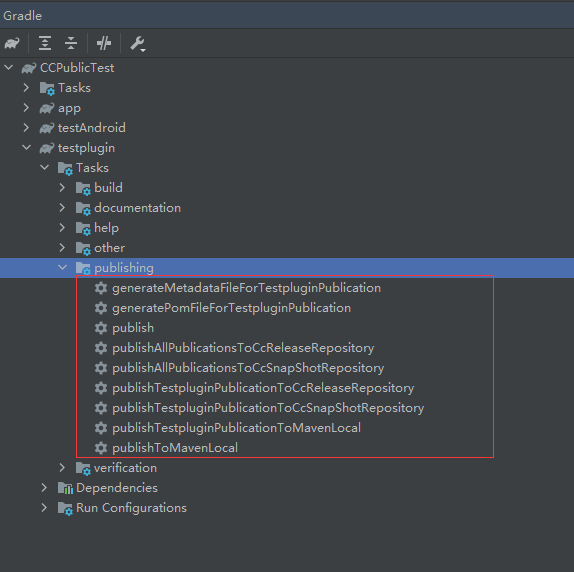 Gradle
CCPublicTest
Tasks
app
testAndroid
testplugin
Tasks
build
documentation
help
other
publishing
generateMetadataFileForTestpluginPublication
generatePomFileForTestpluginPublication
publish
publishAllPublicationsToCcReleaseRepository
publishAllPublicationsToCcSnapShotRepository
publishTestpluginPublicationToCcReleaseRepository
publishTestpluginPublicationToCcSnapShotRepository
publishTestpluginPublicationToMavenLocal
publishToMavenLocal
verification
Dependencies
Run Configurations